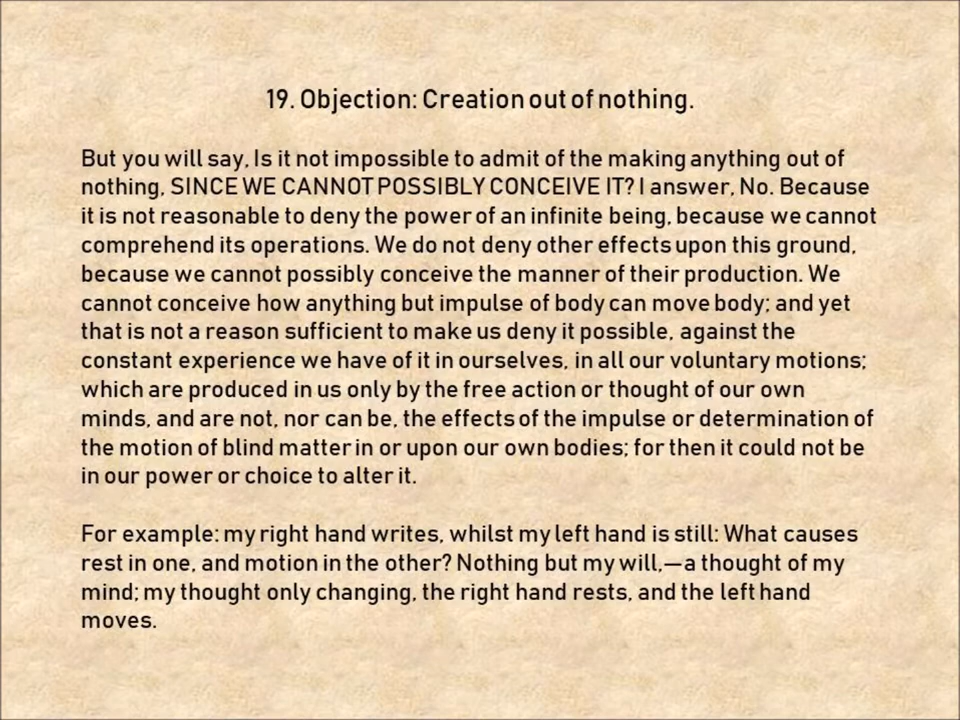 19. Objection: Creation out of nothing.
But you will say, Is it not impossible to admit of the making anything out of
nothing, SINCE WE CANNOT POSSIBLY CONCEIVE IT? I answer, No. Because
it is not reasonable to deny the power of an infinite being, because we cannot
comprehend its operations. We do not deny other effects upon this ground,
because we cannot possibly conceive the manner of their production. We
cannot conceive how anything but impulse of body can move body; and yet
that is not a reason sufficient to make us deny it possible, against the
constant experience we have of it in ourselves, in all our voluntary motions;
which are produced in us only by the free action or thought of our own
minds, and are not, nor can be, the effects of the impulse or determination of
the motion of blind matter in or upon our own bodies; for then it could not be
in our power or choice to alter it.
For example: my right hand writes, whilst my left hand is still: What causes
rest in one, and motion in the other? Nothing but my will,—a thought of my
mind; my thought only changing, the right hand rests, and the left hand
moves.